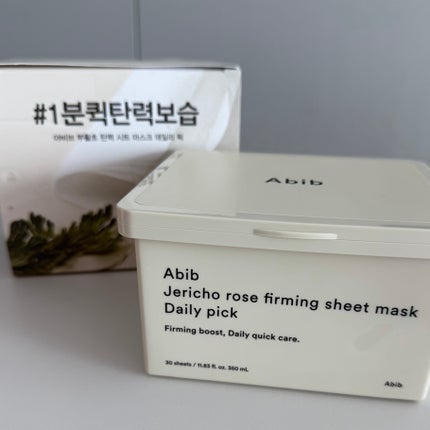 #1분퀵탄력보습
아비브 부활초 탄력 시트 마스크 데일리 픽
Abib
Abib
Jericho rose firming sheet mask
Daily pick
Firming boost, Daily quick care.
30 sheets / 11.83 fl. oz. 350 mL
Abib